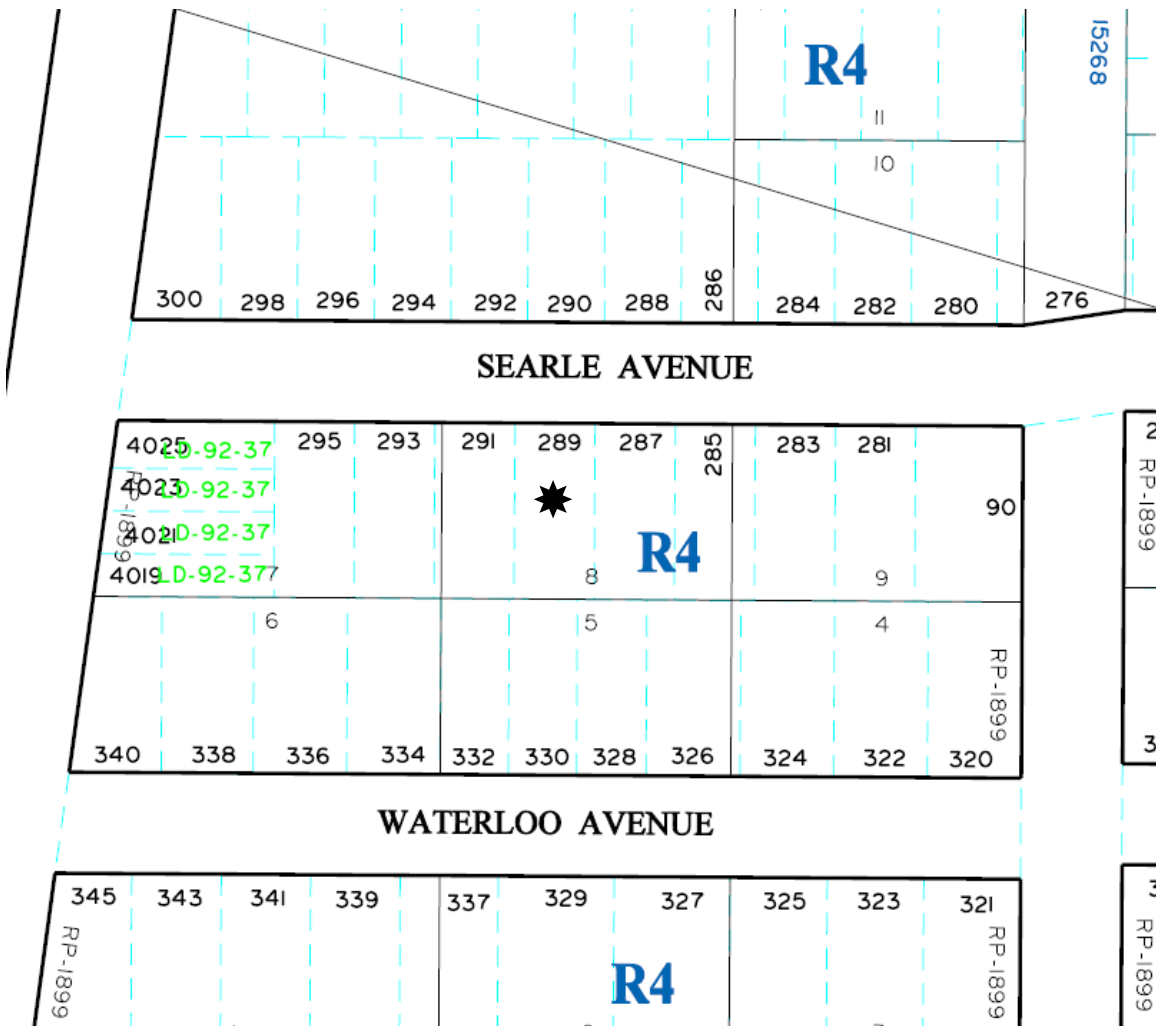 R4
15268
11
10
300 298 296 294 292 290 288 286 284 282 280 276
SEARLE AVENUE
4025 LD-92-37 295 293 291 289 287 285 283 281
4023 LD-92-37
RP-1899
4021 LD-92-37
4019 LD-92-37
90
R4
7 8 9
6 5 4
RP-1899
RP-1899
340 338 336 334 332 330 328 326 324 322 320
WATERLOO AVENUE
345 343 341 339 337 329 327 325 323 321
RP-1899
R4
RP-1899
RP-1899